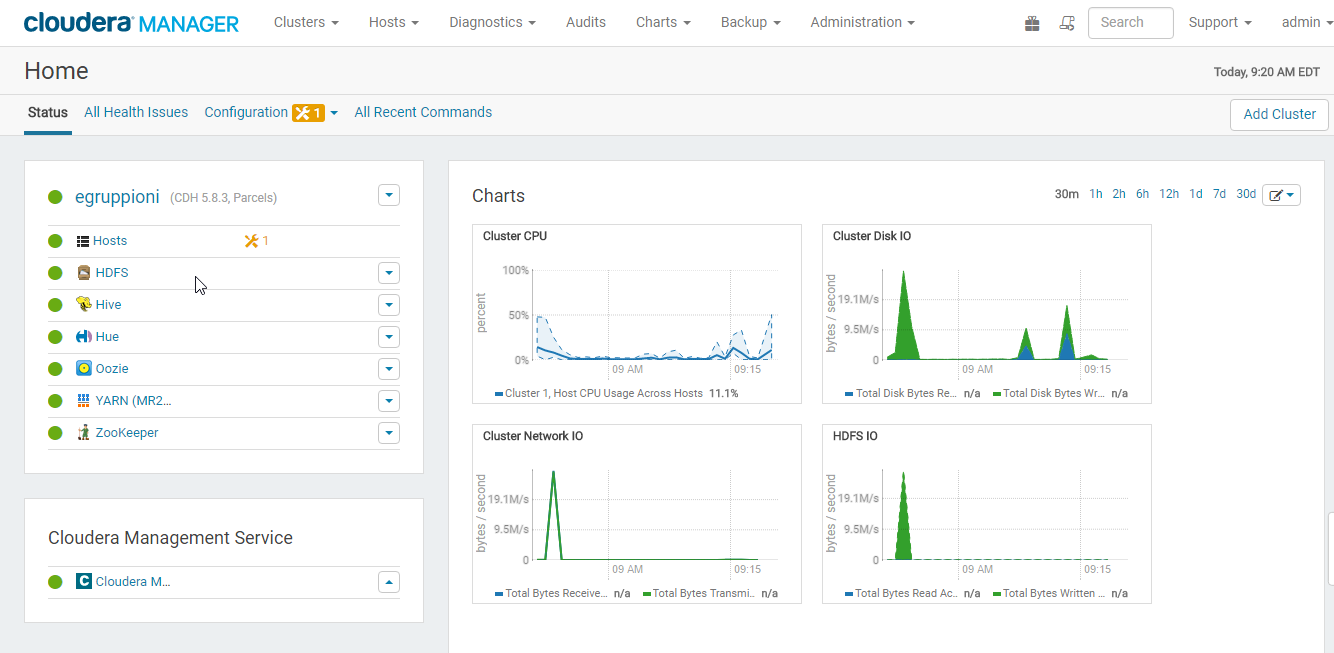 cloudera MANAGER Clusters Hosts Diagnostics Audits Charts Backup Administration Search Support admin
Home
Today, 9:20 AM EDT
Status All Health Issues Configuration 1 All Recent Commands Add Cluster
egruppioni (CDH 5.8.3, Parcels)
Hosts 1
HDFS
Hive
Hue
Oozie
YARN (MR2...
ZooKeeper
Cloudera Management Service
C Cloudera M...
Charts 30m 1h 2h 6h 12h 1d 7d 30d
Cluster CPU
percent
100%
50%
0%
09 AM 09:15
Cluster 1, Host CPU Usage Across Hosts 11.1%
Cluster Disk IO
bytes / second
19.1M/s
9.5M/s
0
09 AM 09:15
Total Disk Bytes Re... n/a Total Disk Bytes Wr... n/a
Cluster Network IO
bytes / second
19.1M/s
9.5M/s
0
09 AM 09:15
Total Bytes Receive... n/a Total Bytes Transmi... n/a
HDFS IO
bytes / second
19.1M/s
9.5M/s
0
09 AM 09:15
Total Bytes Read Ac... n/a Total Bytes Written ... n/a